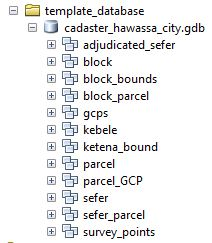 template_database
cadaster_hawassa_city.gdb
adjudicated_sefer
block
block_bounds
block_parcel
gcps
kebele
ketena_bound
parcel
parcel_GCP
sefer
sefer_parcel
survey_points